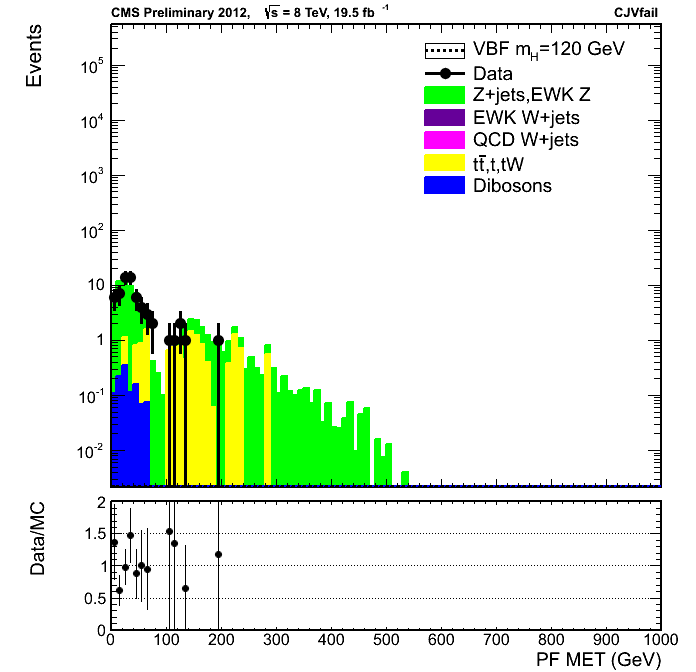 CMS Preliminary 2012, √s = 8 TeV, 19.5 fb⁻¹ CJVfail
Events
VBF m_H=120 GeV
Data
Z+jets,EWK Z
EWK W+jets
QCD W+jets
tt̄,t,tW
Dibosons
10⁵
10⁴
10³
10²
10
1
10⁻¹
10⁻²
Data/MC
2
1.5
1
0.5
0
0 100 200 300 400 500 600 700 800 900 1000
PF MET (GeV)